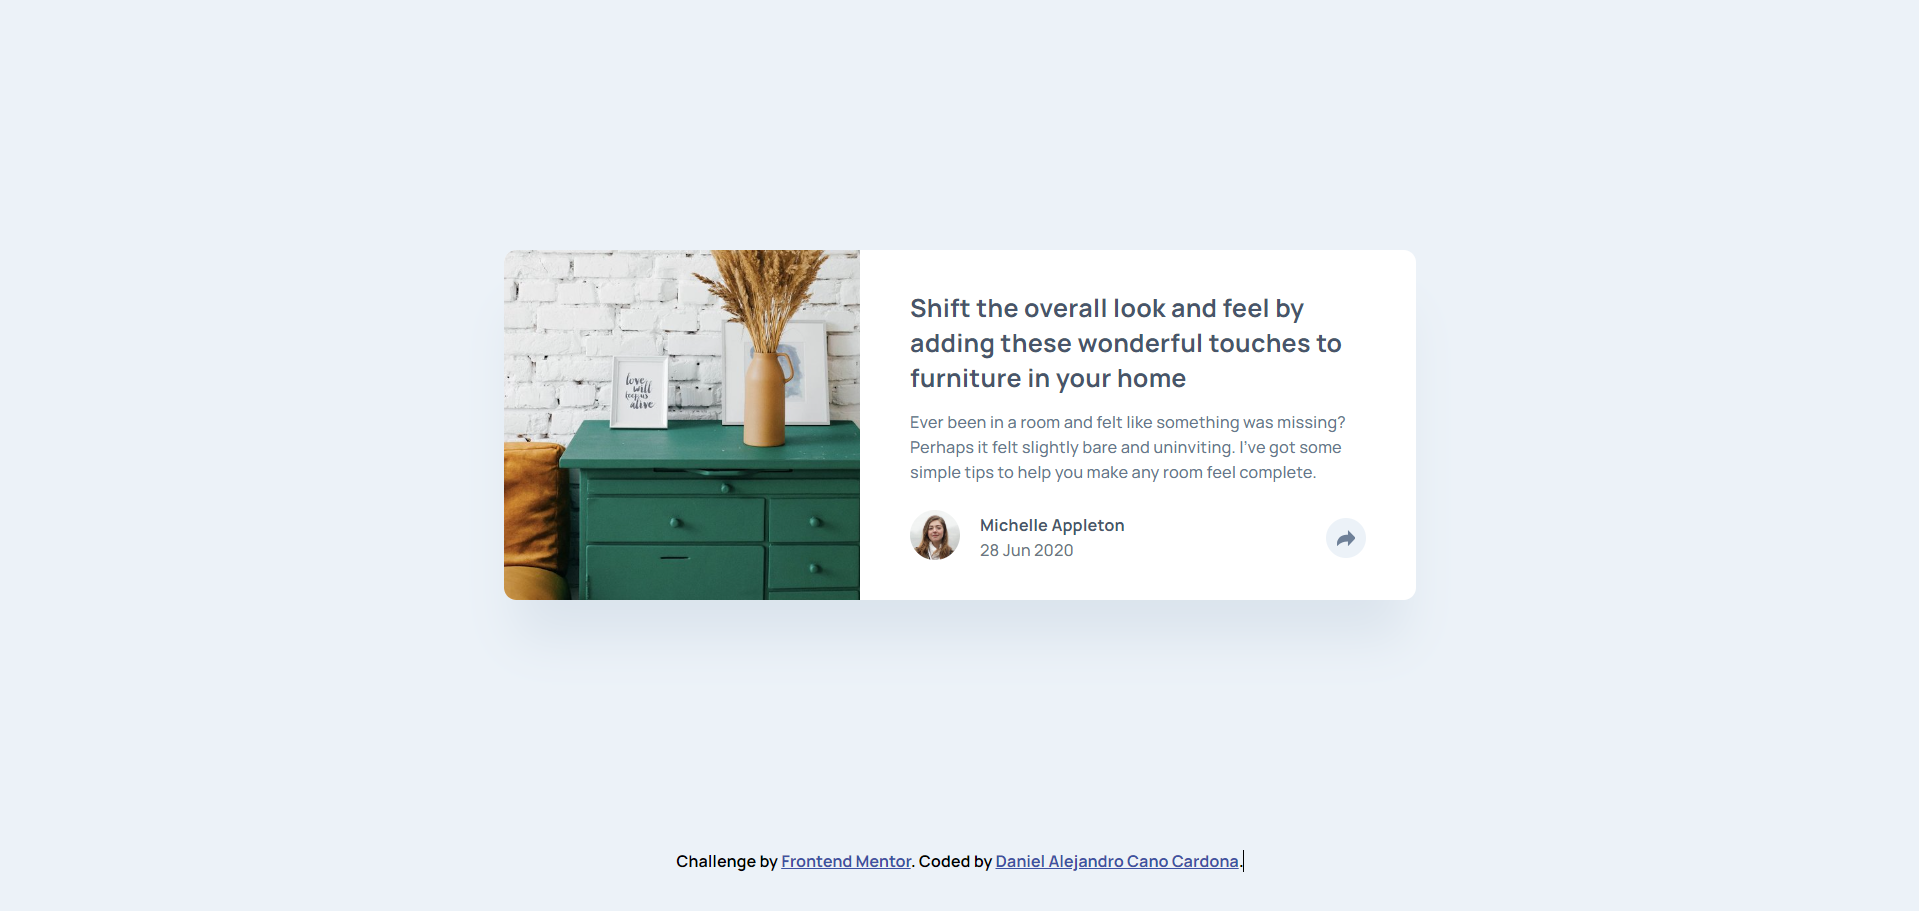 love
will
keep us
alive
Shift the overall look and feel by
adding these wonderful touches to
furniture in your home
Ever been in a room and felt like something was missing?
Perhaps it felt slightly bare and uninviting. I've got some
simple tips to help you make any room feel complete.
Michelle Appleton
28 Jun 2020
Challenge by Frontend Mentor. Coded by Daniel Alejandro Cano Cardona.